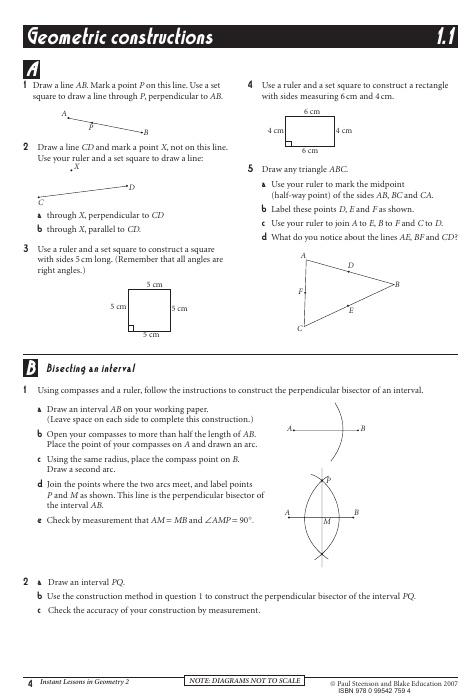 Geometric constructions 1.1
A
1 Draw a line AB. Mark a point P on this line. Use a set
square to draw a line through P, perpendicular to AB.
A
P
B
2 Draw a line CD and mark a point X, not on this line.
Use your ruler and a set square to draw a line:
X
D
C
a through X, perpendicular to CD
b through X, parallel to CD.
3 Use a ruler and a set square to construct a square
with sides 5 cm long. (Remember that all angles are
right angles.)
5 cm
5 cm 5 cm
5 cm
4 Use a ruler and a set square to construct a rectangle
with sides measuring 6 cm and 4 cm.
6 cm
4 cm 4 cm
6 cm
5 Draw any triangle ABC.
a Use your ruler to mark the midpoint
(half-way point) of the sides AB, BC and CA.
b Label these points D, E and F as shown.
c Use your ruler to join A to E, B to F and C to D.
d What do you notice about the lines AE, BF and CD?
A
D
B
F
E
C
B Bisecting an interval
1 Using compasses and a ruler, follow the instructions to construct the perpendicular bisector of an interval.
a Draw an interval AB on your working paper.
(Leave space on each side to complete this construction.)
b Open your compasses to more than half the length of AB.
Place the point of your compasses on A and drawn an arc.
c Using the same radius, place the compass point on B.
Draw a second arc.
d Join the points where the two arcs meet, and label points
P and M as shown. This line is the perpendicular bisector of
the interval AB.
e Check by measurement that AM = MB and ∠AMP = 90°.
A B
P
A B
M
2 a Draw an interval PQ.
b Use the construction method in question 1 to construct the perpendicular bisector of the interval PQ.
c Check the accuracy of your construction by measurement.
4 Instant Lessons in Geometry 2 NOTE: DIAGRAMS NOT TO SCALE © Paul Steenson and Blake Education 2007
ISBN 978 0 99542 759 4